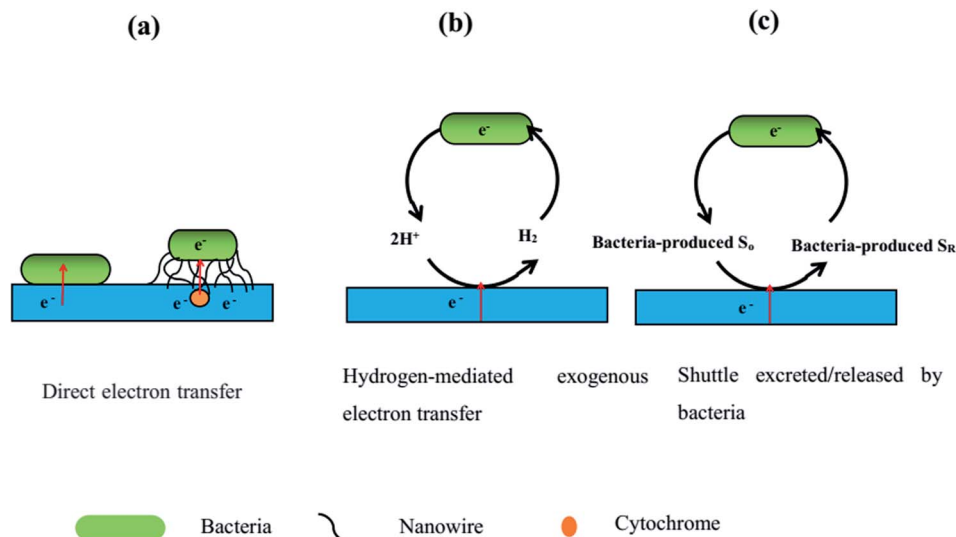 (a)
(b)
(c)
e⁻
e⁻
e⁻
2H⁺
H₂
Bacteria-produced Sₒ
Bacteria-produced S_R
e⁻
e⁻ e⁻ e⁻
e⁻
e⁻
Direct electron transfer
Hydrogen-mediated exogenous
electron transfer
Shuttle excreted/released by
bacteria
Bacteria
Nanowire
Cytochrome